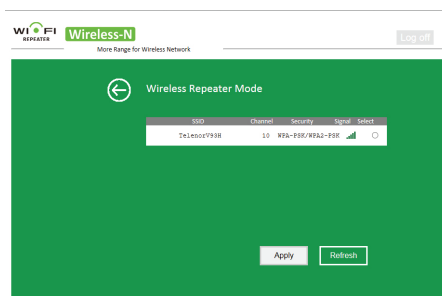 WI FI
REPEATER
Wireless-N
More Range for Wireless Network
Log off
Wireless Repeater Mode
SSID Channel Security Signal Select
TelenorV93H 10 WPA-PSK/WPA2-PSK
Apply Refresh